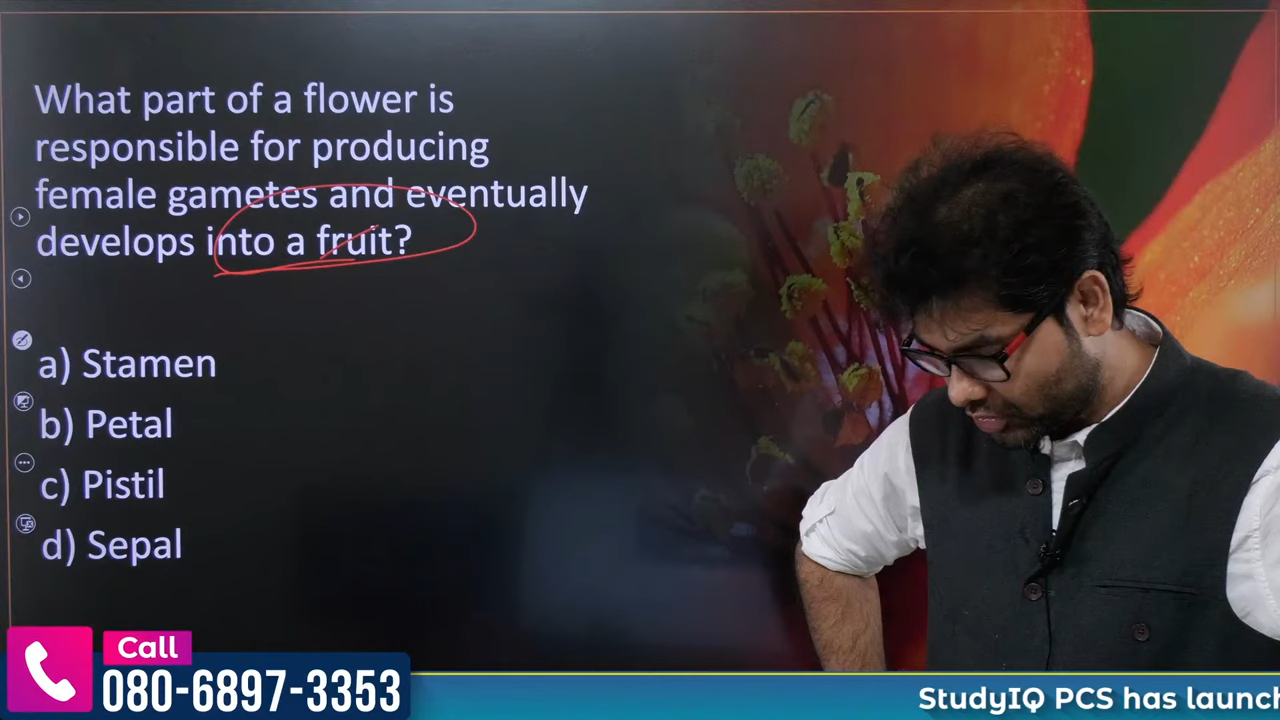 What part of a flower is
responsible for producing
female gametes and eventually
develops into a fruit?
a) Stamen
b) Petal
c) Pistil
d) Sepal
Call
080-6897-3353
StudyIQ PCS has launch